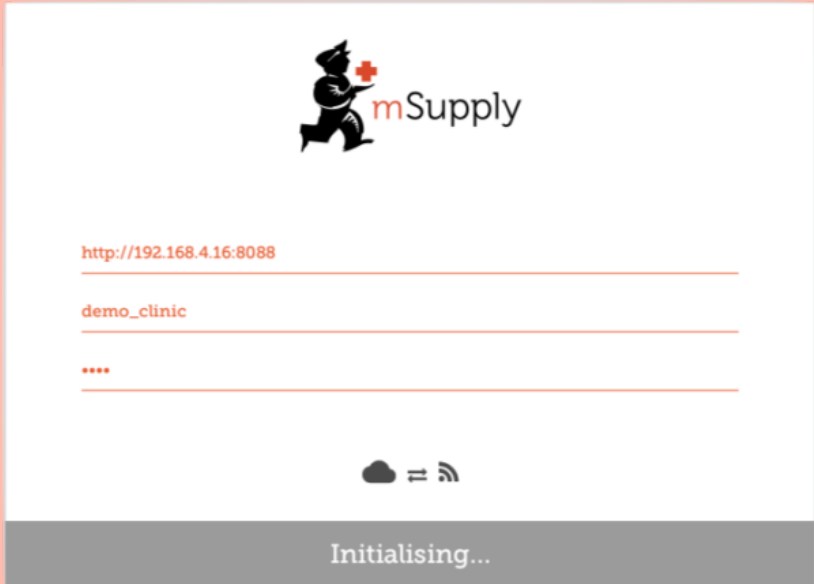 mSupply
http://192.168.4.16:8088
demo_clinic
••••
Initialising...